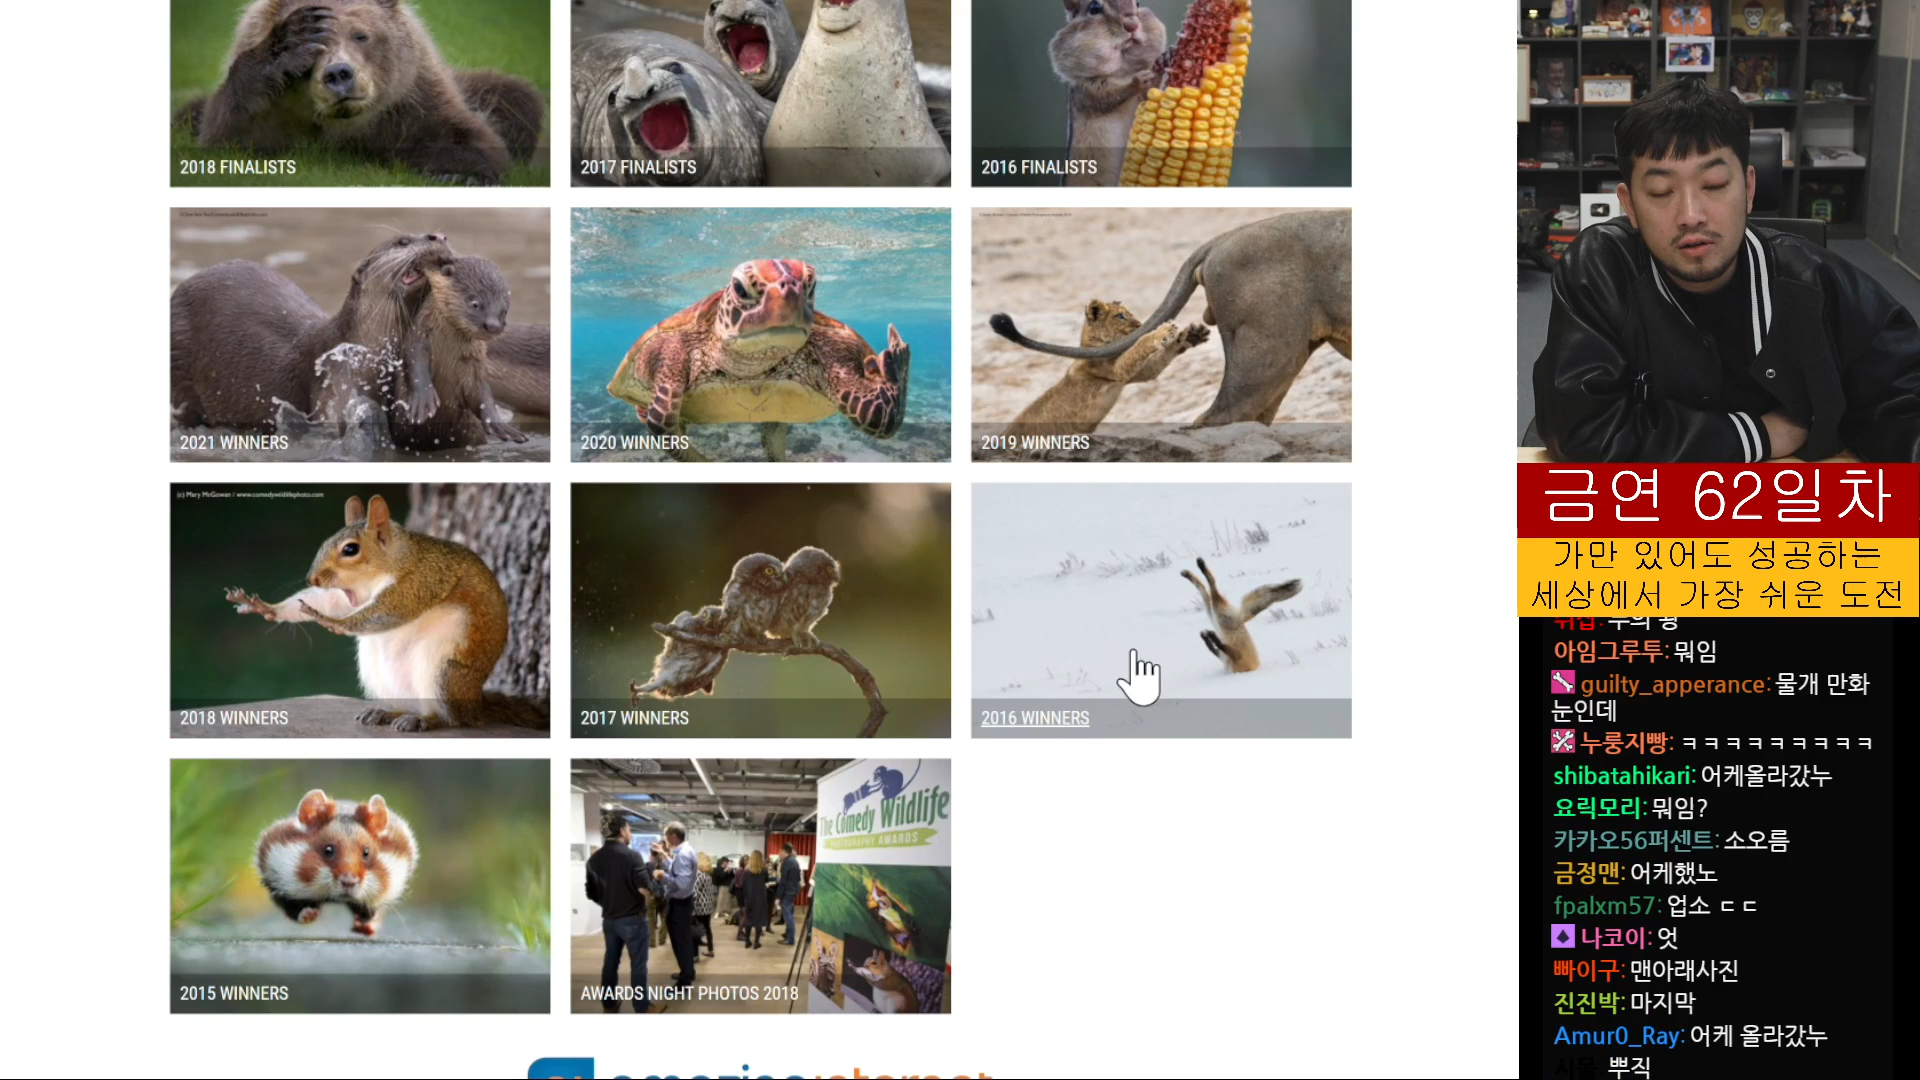 2018 FINALISTS
2017 FINALISTS
2016 FINALISTS
2021 WINNERS
2020 WINNERS
2019 WINNERS
(c) Mary McGowan / www.comedywildlifephoto.com
2018 WINNERS
2017 WINNERS
2016 WINNERS
The Comedy Wildlife
PHOTOGRAPHY AWARDS
2015 WINNERS
AWARDS NIGHT PHOTOS 2018
금연 62일차
가만 있어도 성공하는
세상에서 가장 쉬운 도전
아임그루투: 뭐임
guilty_apperance: 물개 만화
눈인데
누룽지빵: ㅋㅋㅋㅋㅋㅋㅋㅋㅋ
shibatahikari: 어케올라갔누
요릭모리: 뭐임?
카카오56퍼센트: 소오름
금정맨: 어케했노
fpalxm57: 업소 ㄷㄷ
나코이: 엇
빠이구: 맨아래사진
진진박: 마지막
Amur0_Ray: 어케 올라갔누
뿌직